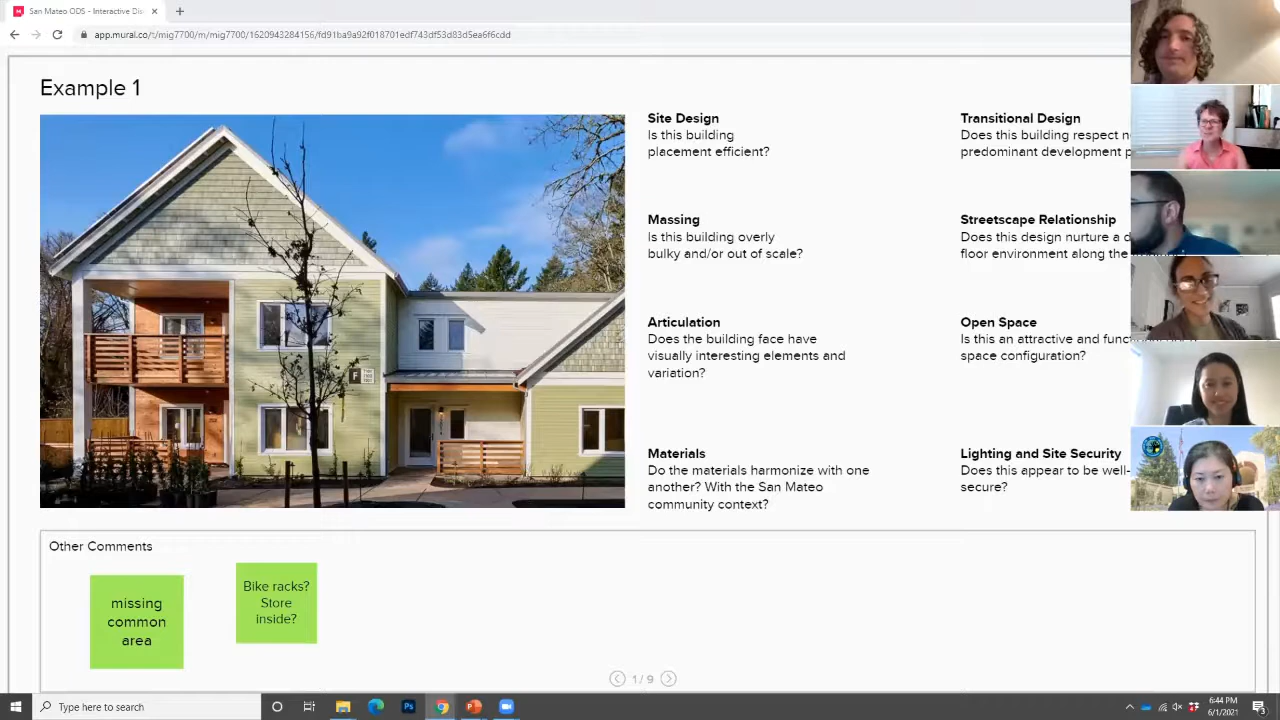 San Mateo ODS - Interactive Dis
app.mural.co/t/mig7700/m/mig7700/1620943284156/fd91ba9a92f018701edf743df53d83d5ea6f6cdd
Example 1
Site Design
Is this building
placement efficient?
Massing
Is this building overly
bulky and/or out of scale?
Articulation
Does the building face have
visually interesting elements and
variation?
Materials
Do the materials harmonize with one
another? With the San Mateo
community context?
Transitional Design
Does this building respect
predominant development
Streetscape Relationship
Does this design nurture a
floor environment along the
Open Space
Is this an attractive and
space configuration?
Lighting and Site Security
Does this appear to be well-
secure?
F
Other Comments
missing
common
area
Bike racks?
Store
inside?
1 / 9
Type here to search
6:44 PM
6/1/2021